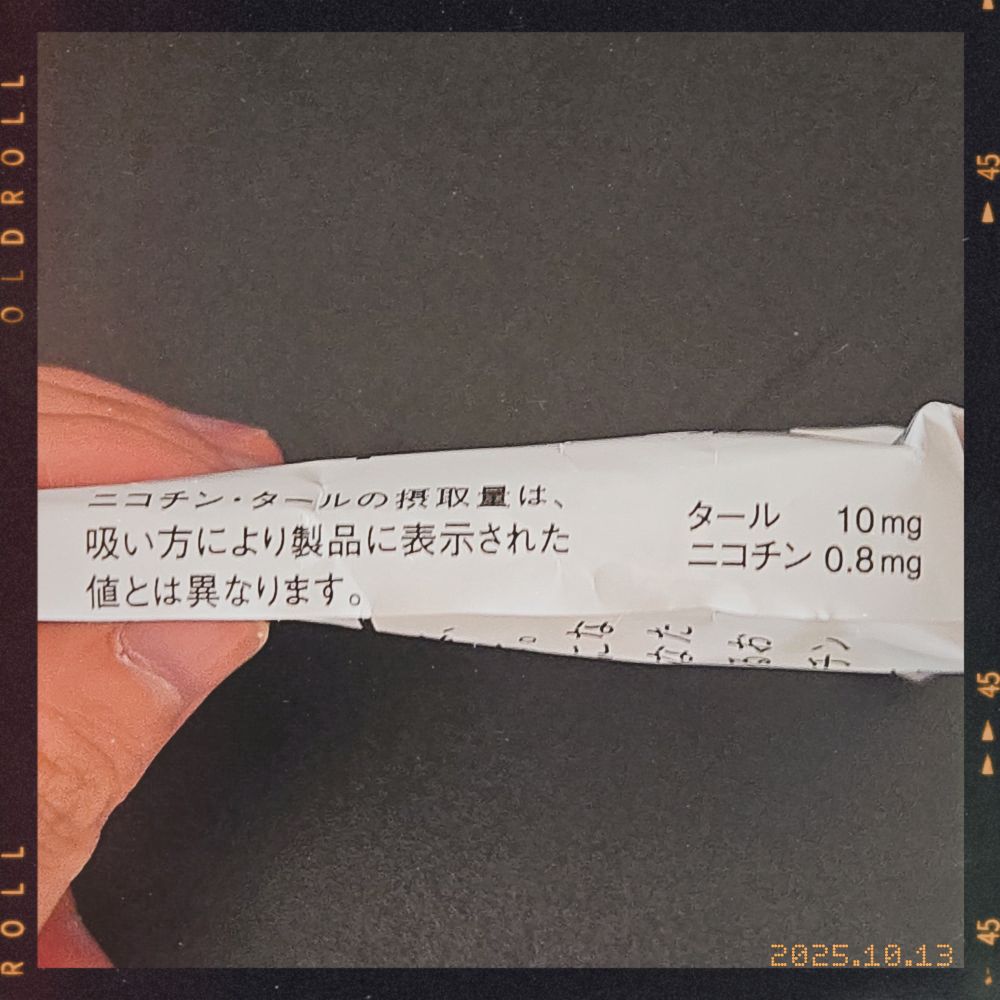 OLDROLL
ROLL
45
45
45
ニコチン・タールの摂取量は、
吸い方により製品に表示された
値とは異なります。
タール 10mg
ニコチン 0.8mg
2025.10.13